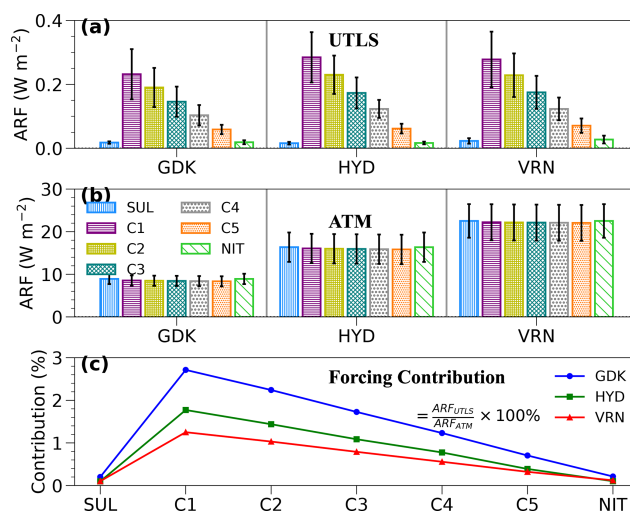 (a)
UTLS
ARF (W m⁻²)
0.4
0.2
0.0
GDK
HYD
VRN
(b)
ATM
ARF (W m⁻²)
30
20
10
0
SUL
C1
C2
C3
C4
C5
NIT
GDK
HYD
VRN
(c)
Forcing Contribution
= ARF_UTLS / ARF_ATM × 100%
GDK
HYD
VRN
Contribution (%)
3
2
1
0
SUL
C1
C2
C3
C4
C5
NIT